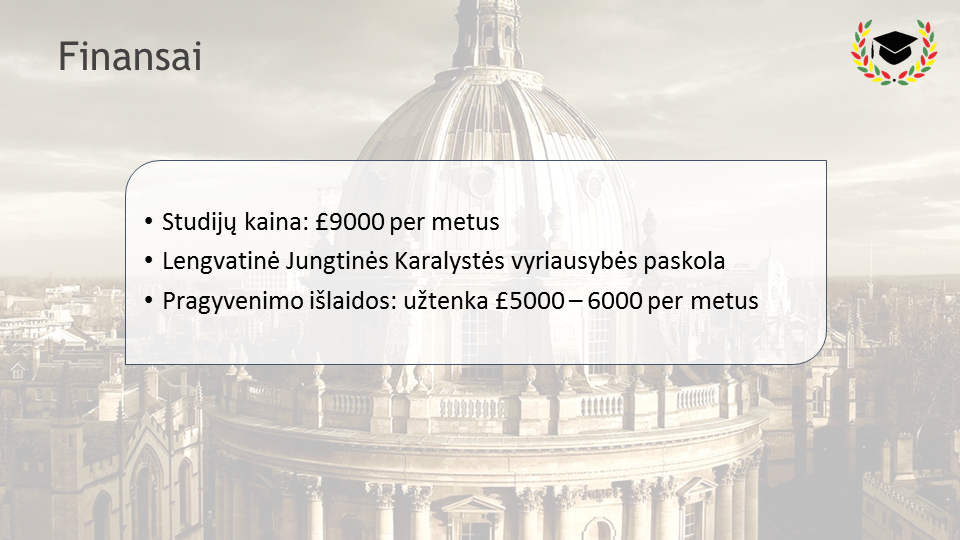 Finansai
• Studijų kaina: £9000 per metus
• Lengvatinė Jungtinės Karalystės vyriausybės paskola
• Pragyvenimo išlaidos: užtenka £5000 – 6000 per metus